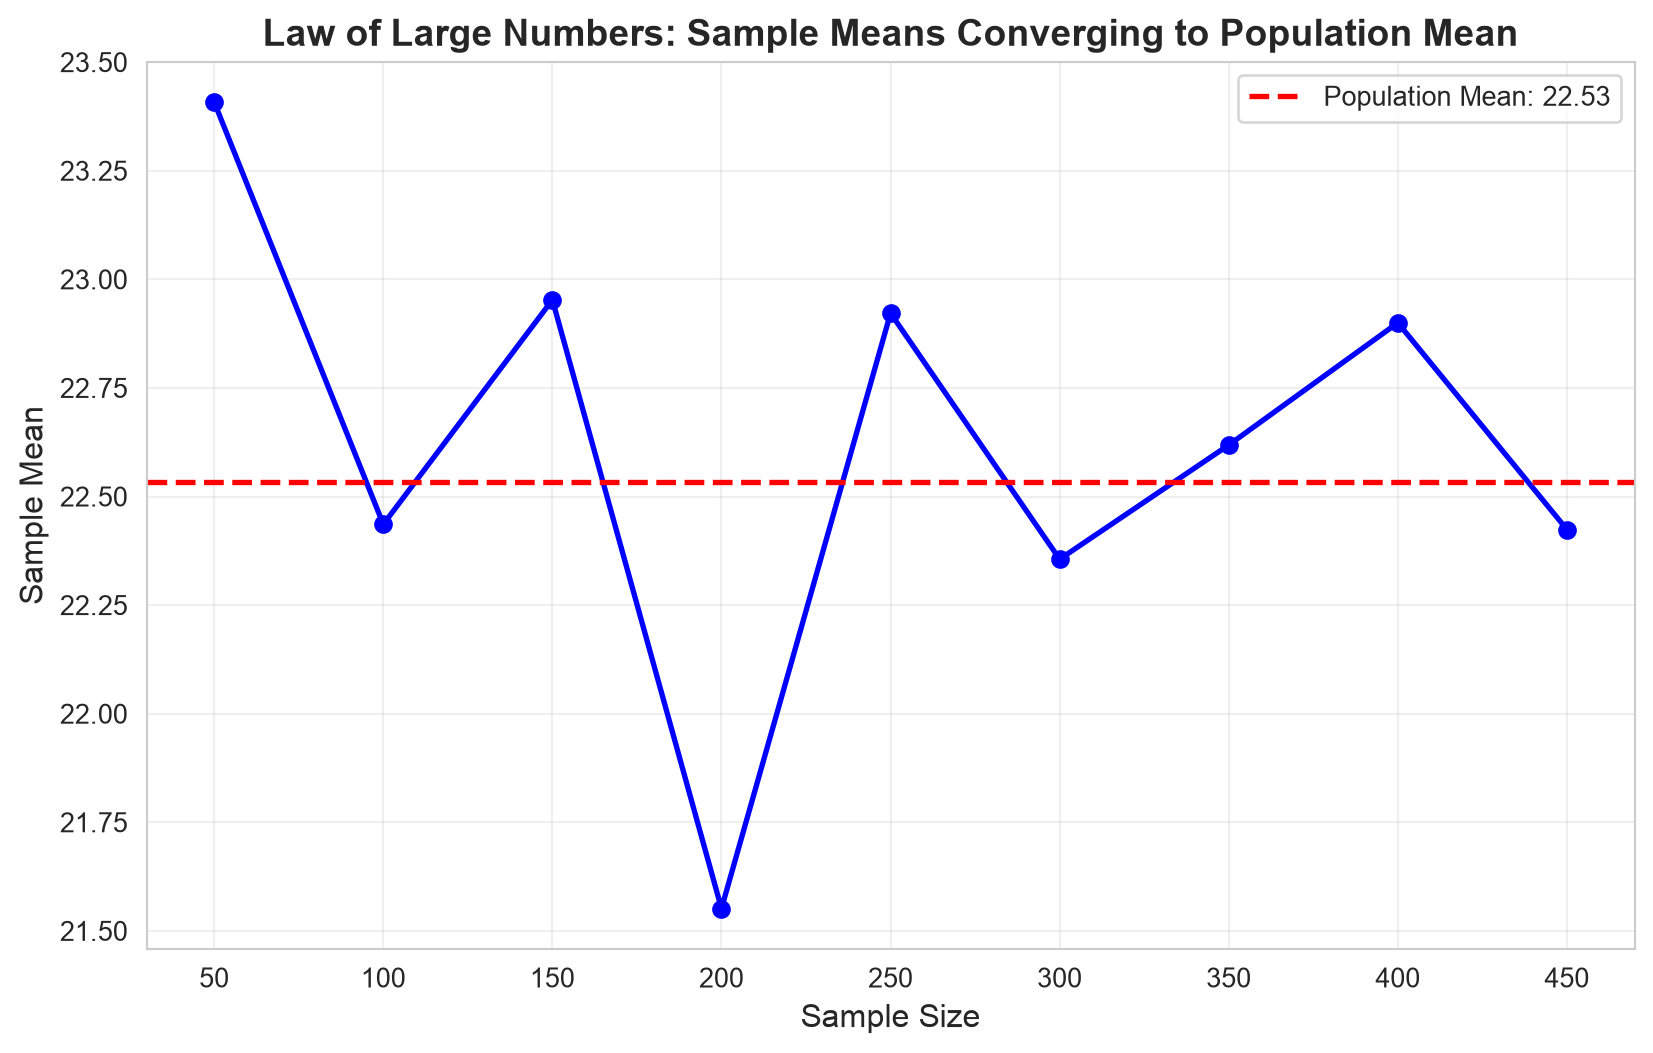 Law of Large Numbers: Sample Means Converging to Population Mean
Population Mean: 22.53
Sample Mean
23.50
23.25
23.00
22.75
22.50
22.25
22.00
21.75
21.50
50 100 150 200 250 300 350 400 450
Sample Size